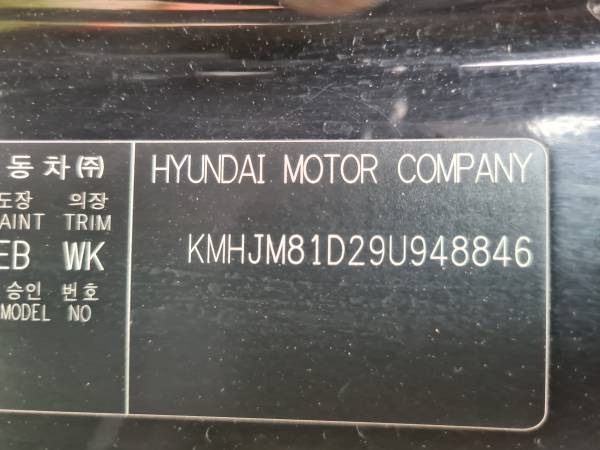 동차㈜
도장 의장
AINT TRIM
EB WK
승인 번호
MODEL NO
HYUNDAI MOTOR COMPANY
KMHJM81D29U948846